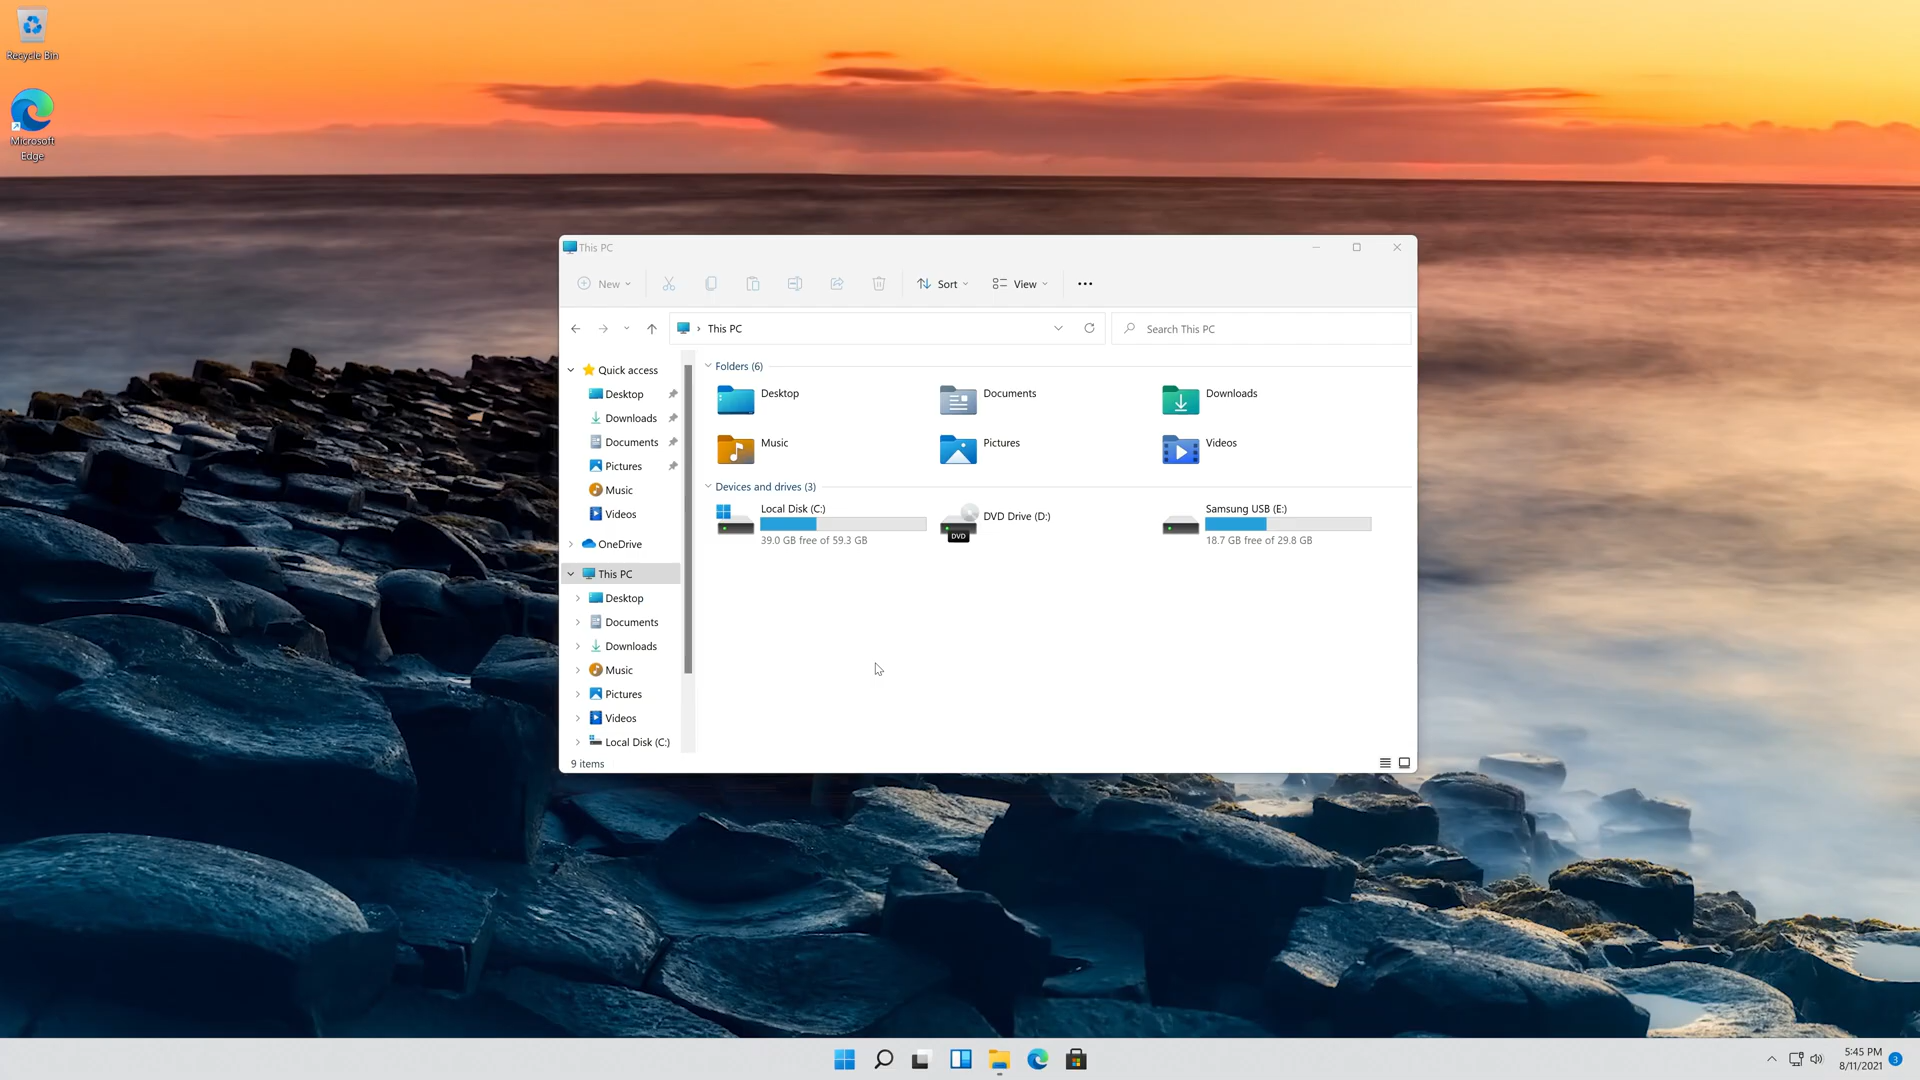 Recycle Bin
Microsoft
Edge
This PC
New
Sort
View
This PC
Search This PC
Quick access
Desktop
Downloads
Documents
Pictures
Music
Videos
OneDrive
This PC
Desktop
Documents
Downloads
Music
Pictures
Videos
Local Disk (C:)
Folders (6)
Desktop
Documents
Downloads
Music
Pictures
Videos
Devices and drives (3)
Local Disk (C:)
39.0 GB free of 59.3 GB
DVD
DVD Drive (D:)
Samsung USB (E:)
18.7 GB free of 29.8 GB
9 items
5:45 PM
8/11/2021
3